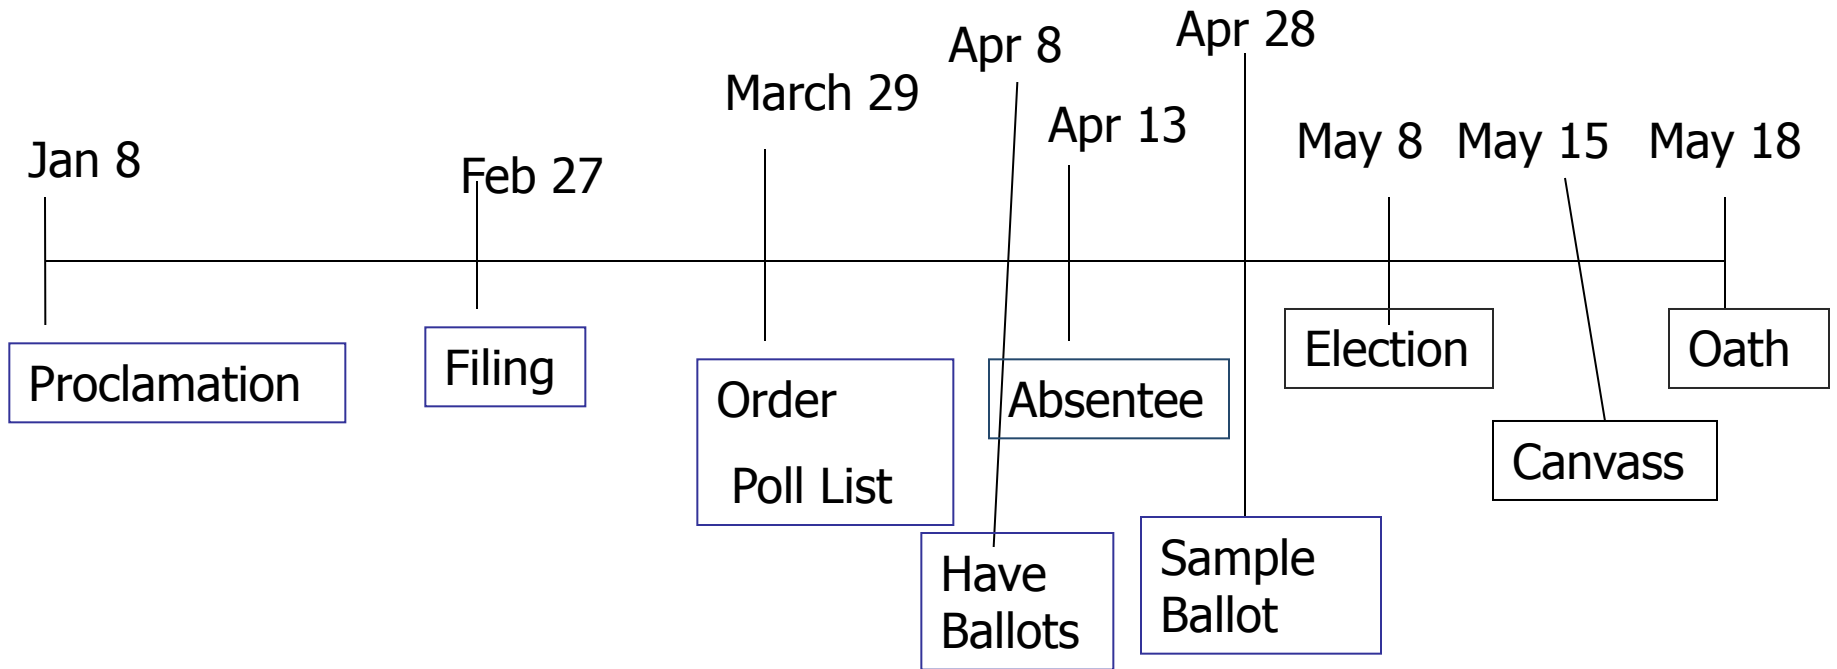 Jan 8
Feb 27
March 29
Apr 8
Apr 13
Apr 28
May 8
May 15
May 18
Proclamation
Filing
Order
Poll List
Have
Ballots
Absentee
Sample
Ballot
Election
Canvass
Oath